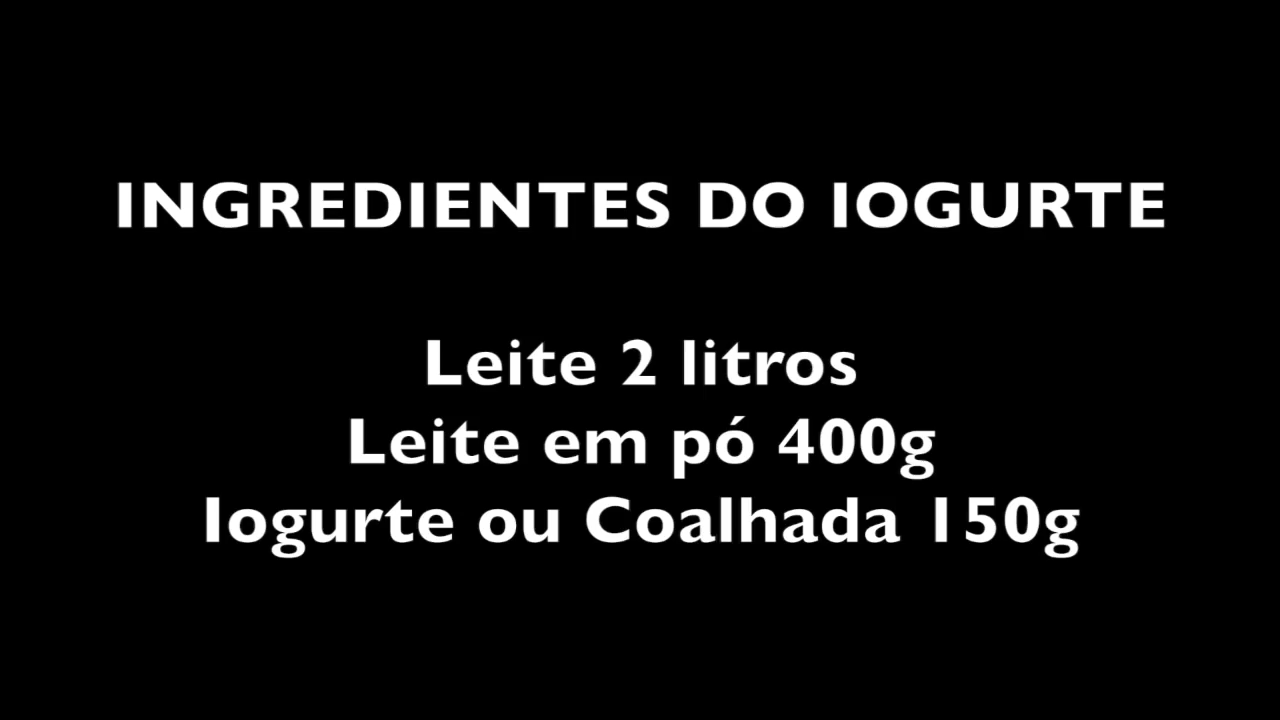 INGREDIENTES DO IOGURTE
Leite 2 litros
Leite em pó 400g
Iogurte ou Coalhada 150g